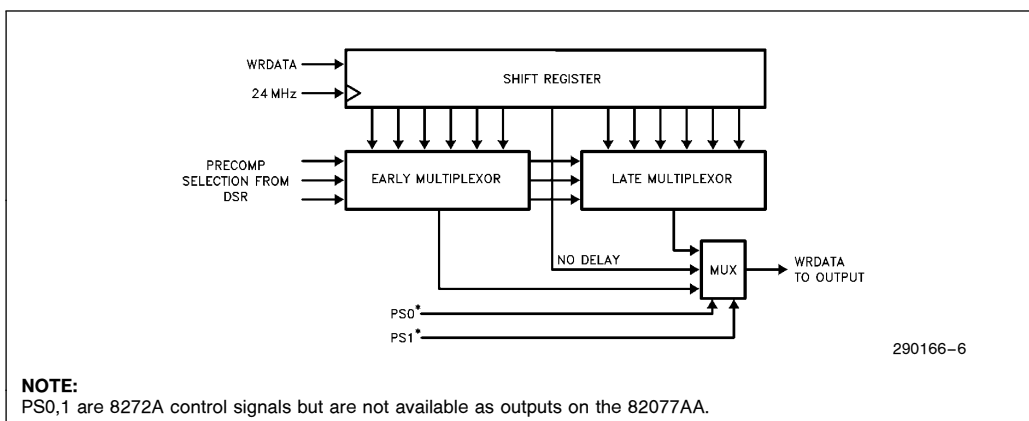 WRDATA
SHIFT REGISTER
24 MHz
PRECOMP
SELECTION FROM
DSR
EARLY MULTIPLEXOR
LATE MULTIPLEXOR
NO DELAY
MUX
WRDATA
TO OUTPUT
PS0*
PS1*
290166–6
NOTE:
PS0,1 are 8272A control signals but are not available as outputs on the 82077AA.